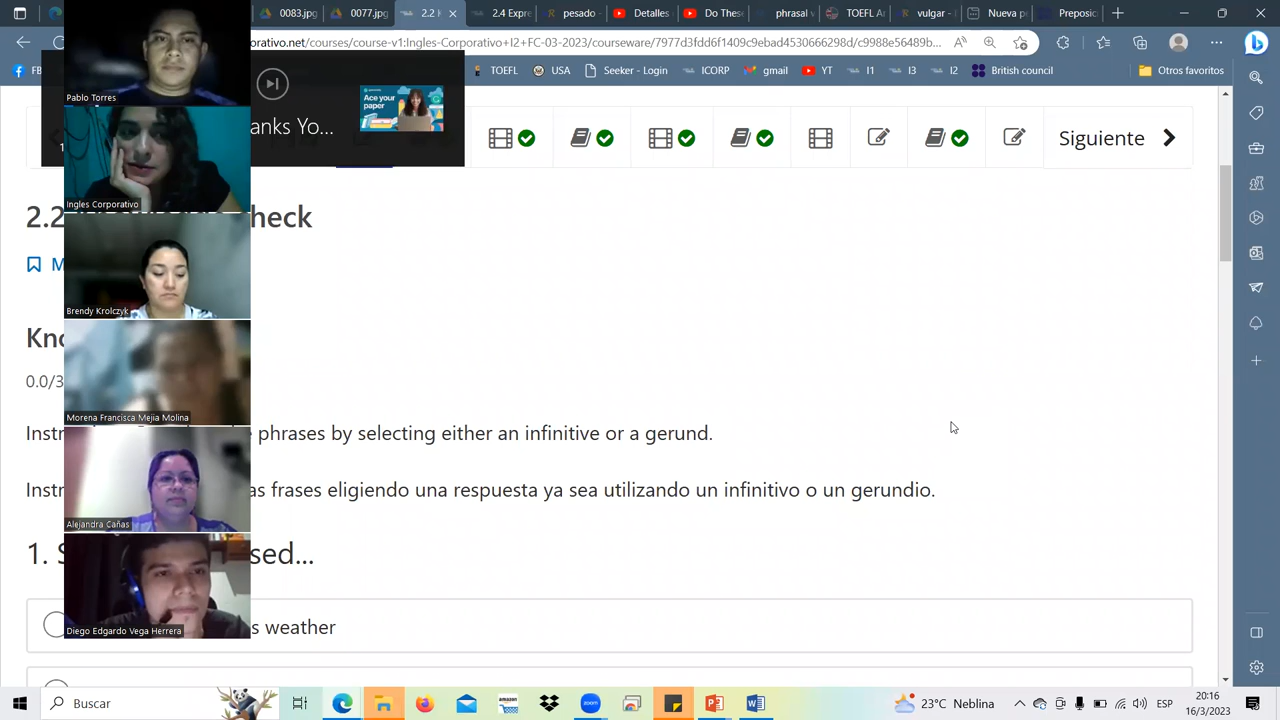 0083.jpg
0077.jpg
2.2 K
2.4 Expre
pesado
Detalles
Do Thes
Triviago
TOEFL
Vulgar -
Nueva p
Preposic
orativo.net/courses/course-v1:Ingles-Corporativo+I2+FC-03-2023/courseware/7977d3fdd6f1409c9ebad4530666298d/c9988e56489b...
FB
TOEFL
USA
Seeker - Login
ICORP
gmail
YT
I1
I3
I2
British council
Otros favoritos
anks Yo...
Ace your
paper
Siguiente
2.2
heck
M
Kno
0.0/3
Instr
phrases by selecting either an infinitive or a gerund.
Instr
as frases eligiendo una respuesta ya sea utilizando un infinitivo o un gerundio.
1. S
sed...
s weather
Pablo Torres
Ingles Corporativo
Brendy Krolczyk
Morena Francisca Mejia Molina
Alejandra Cañas
Diego Edgardo Vega Herrera
Buscar
zoom
23°C Neblina
ESP
20:16
16/3/2023